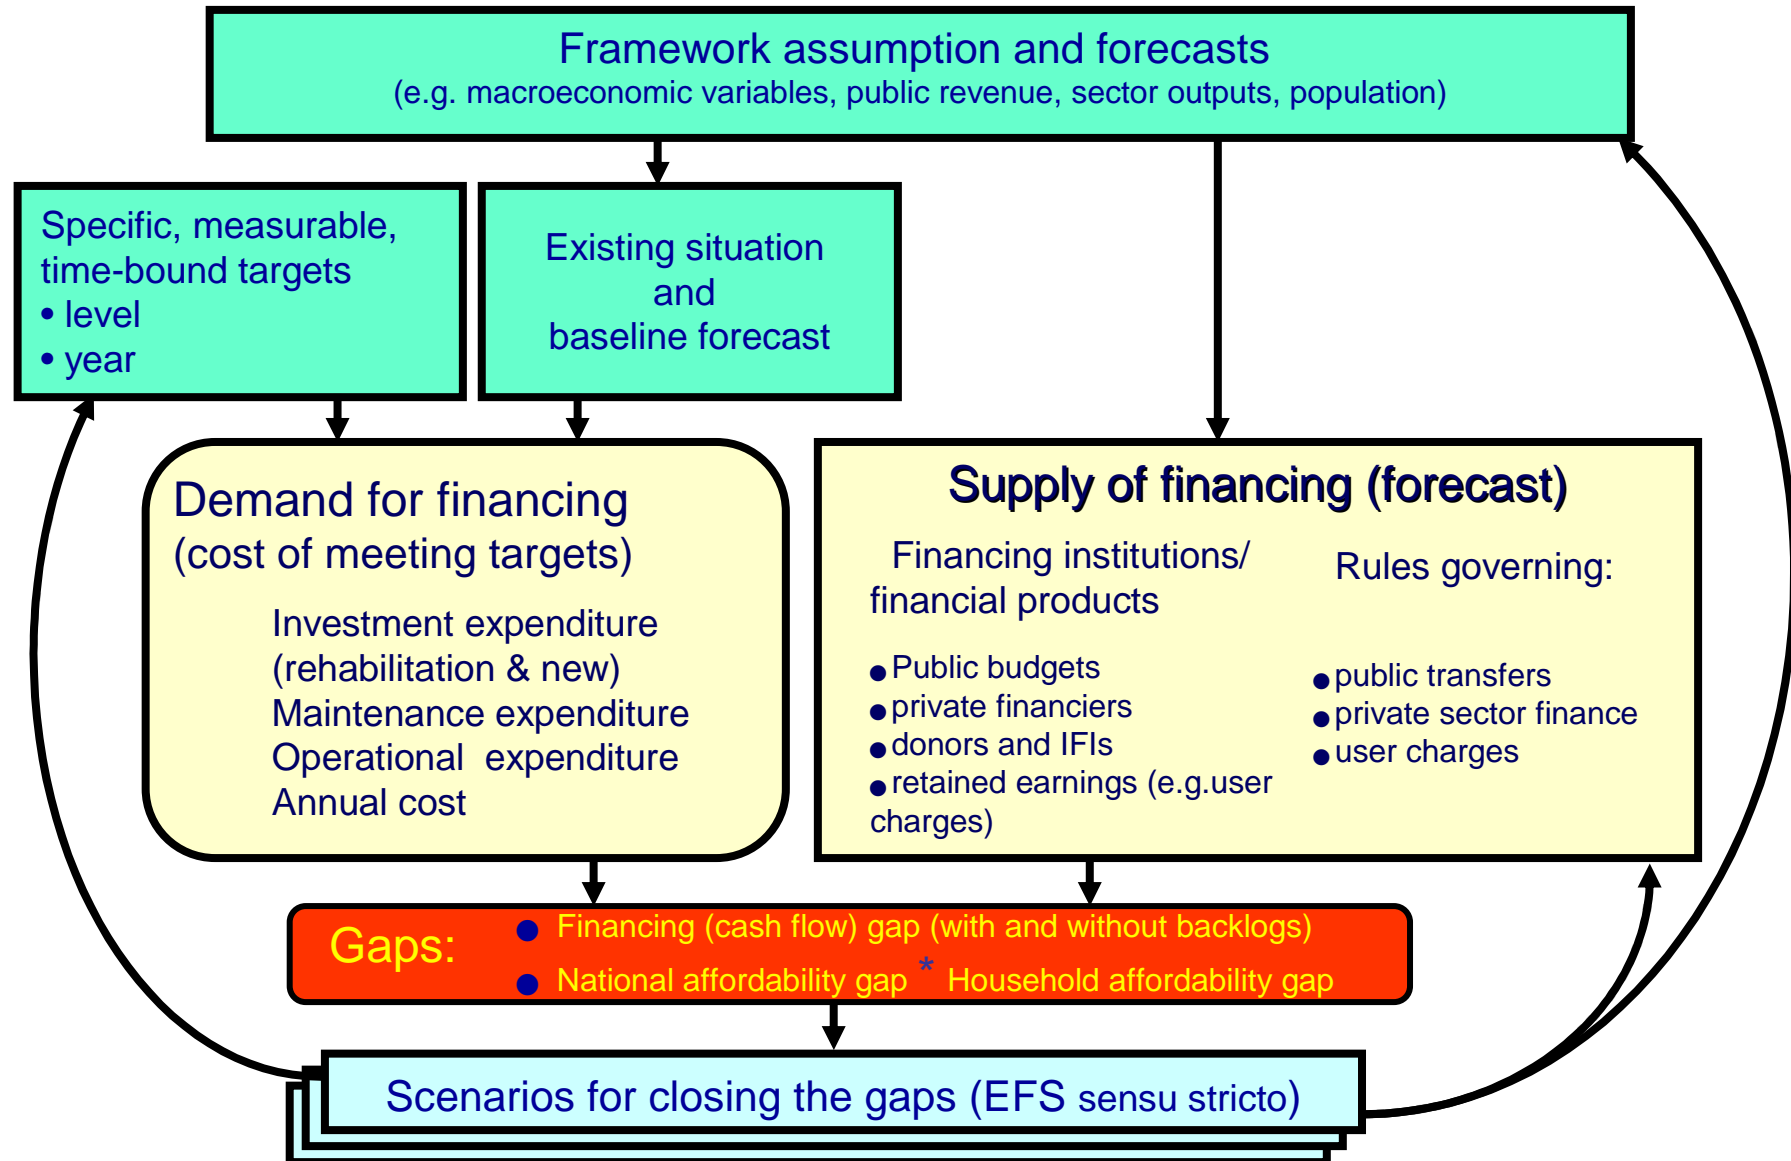 Framework assumption and forecasts
(e.g. macroeconomic variables, public revenue, sector outputs, population)
Specific, measurable,
time-bound targets
• level
• year
Existing situation
and
baseline forecast
Demand for financing
(cost of meeting targets)
Investment expenditure
(rehabilitation & new)
Maintenance expenditure
Operational  expenditure
Annual cost
Supply of financing (forecast)
Financing institutions/
financial products
● Public budgets
● private financiers
● donors and IFIs
● retained earnings (e.g.user
charges)
Rules governing:
● public transfers
● private sector finance
● user charges
Gaps:
● Financing (cash flow) gap (with and without backlogs)
● National affordability gap * Household affordability gap
Scenarios for closing the gaps (EFS sensu stricto)